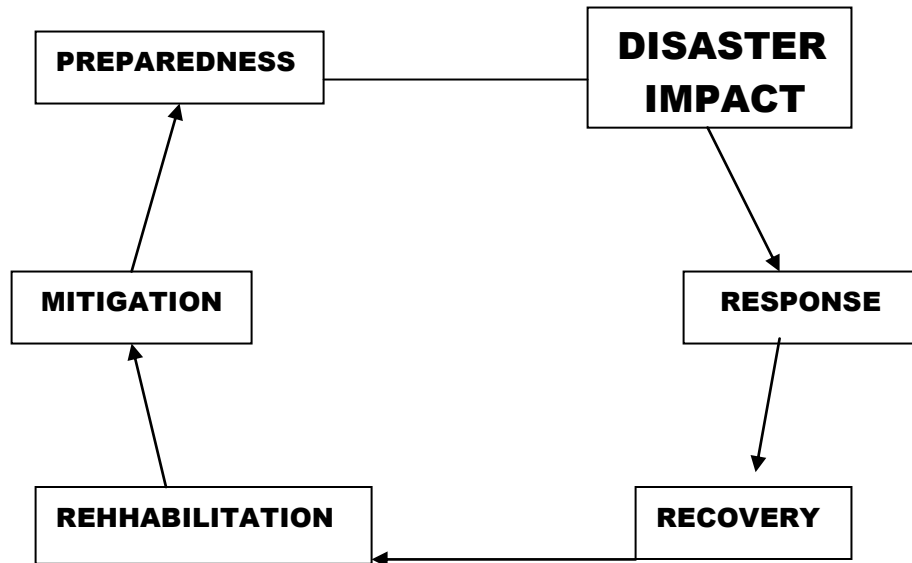 PREPAREDNESS
DISASTER
IMPACT
MITIGATION
RESPONSE
REHHABILITATION
RECOVERY